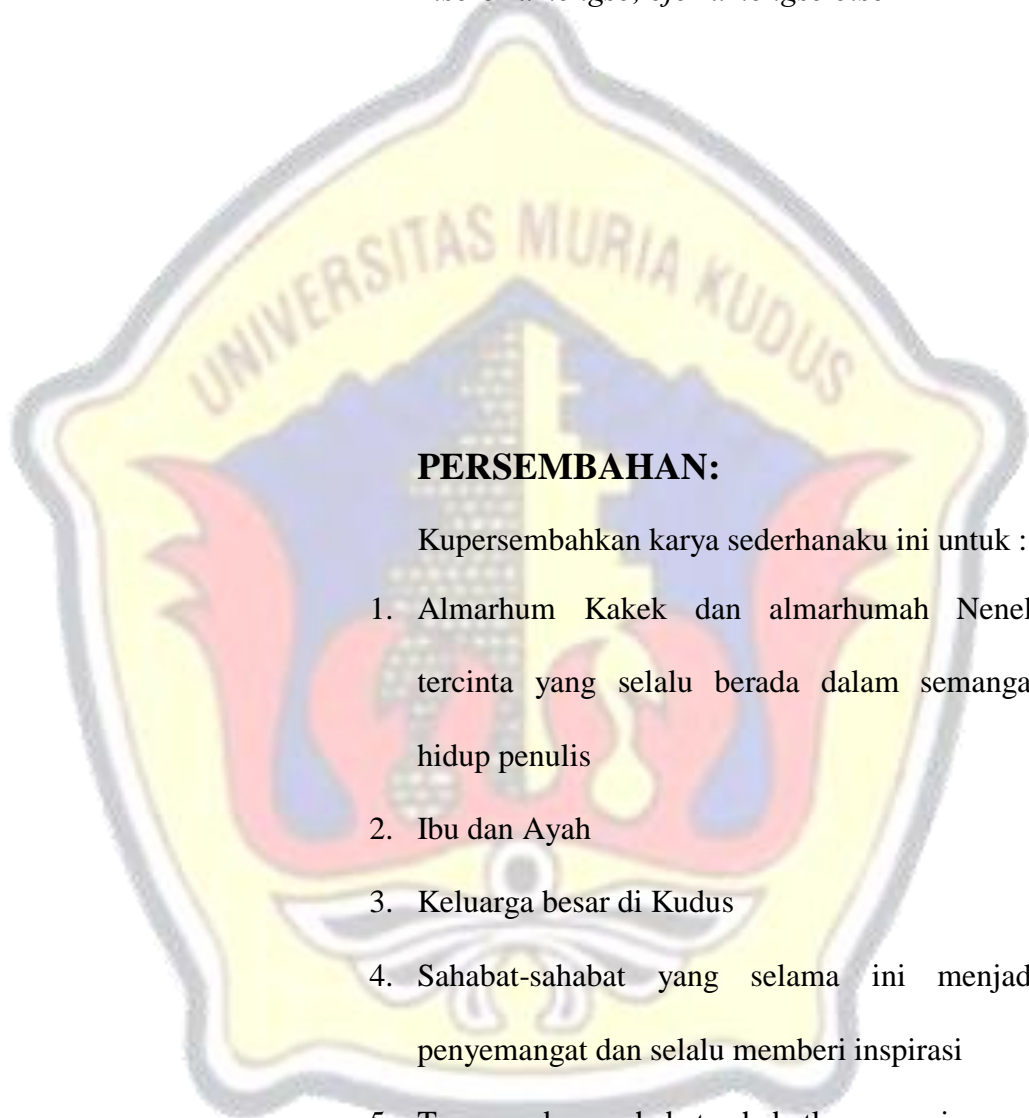 UNIVERSITAS MURIA KUDUS
PERSEMBAHAN:
Kupersembahkan karya sederhanaku ini untuk :
1. Almarhum Kakek dan almarhumah
tercinta yang selalu berada dalam
hidup penulis
2. Ibu dan Ayah
3. Keluarga besar di Kudus
4. Sahabat-sahabat yang selama ini
penyemangat dan selalu memberi inspirasi